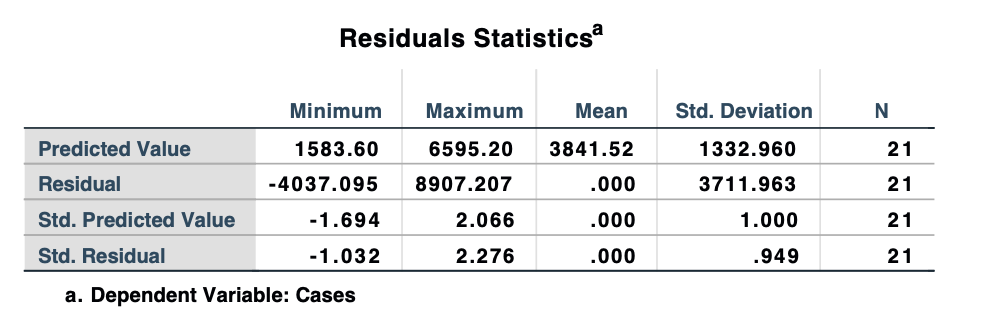 Residuals Statisticsa
Minimum Maximum Mean Std. Deviation N
Predicted Value 1583.60 6595.20 3841.52 1332.960 21
Residual -4037.095 8907.207 .000 3711.963 21
Std. Predicted Value -1.694 2.066 .000 1.000 21
Std. Residual -1.032 2.276 .000 .949 21
a. Dependent Variable: Cases